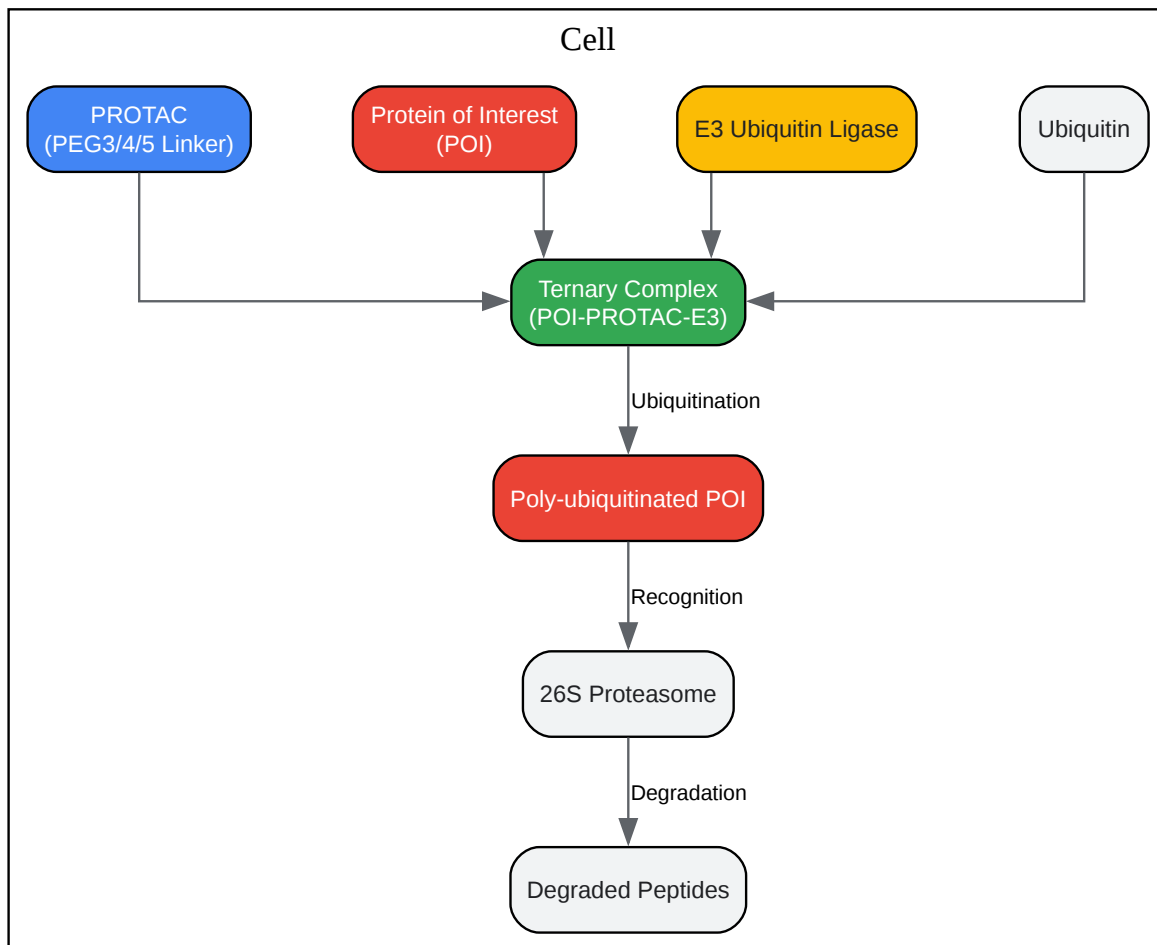 Cell
PROTAC
(PEG3/4/5 Linker)
Protein of Interest
(POI)
E3 Ubiquitin Ligase
Ubiquitin
Ternary Complex
(POI-PROTAC-E3)
Ubiquitination
Poly-ubiquitinated POI
Recognition
26S Proteasome
Degradation
Degraded Peptides